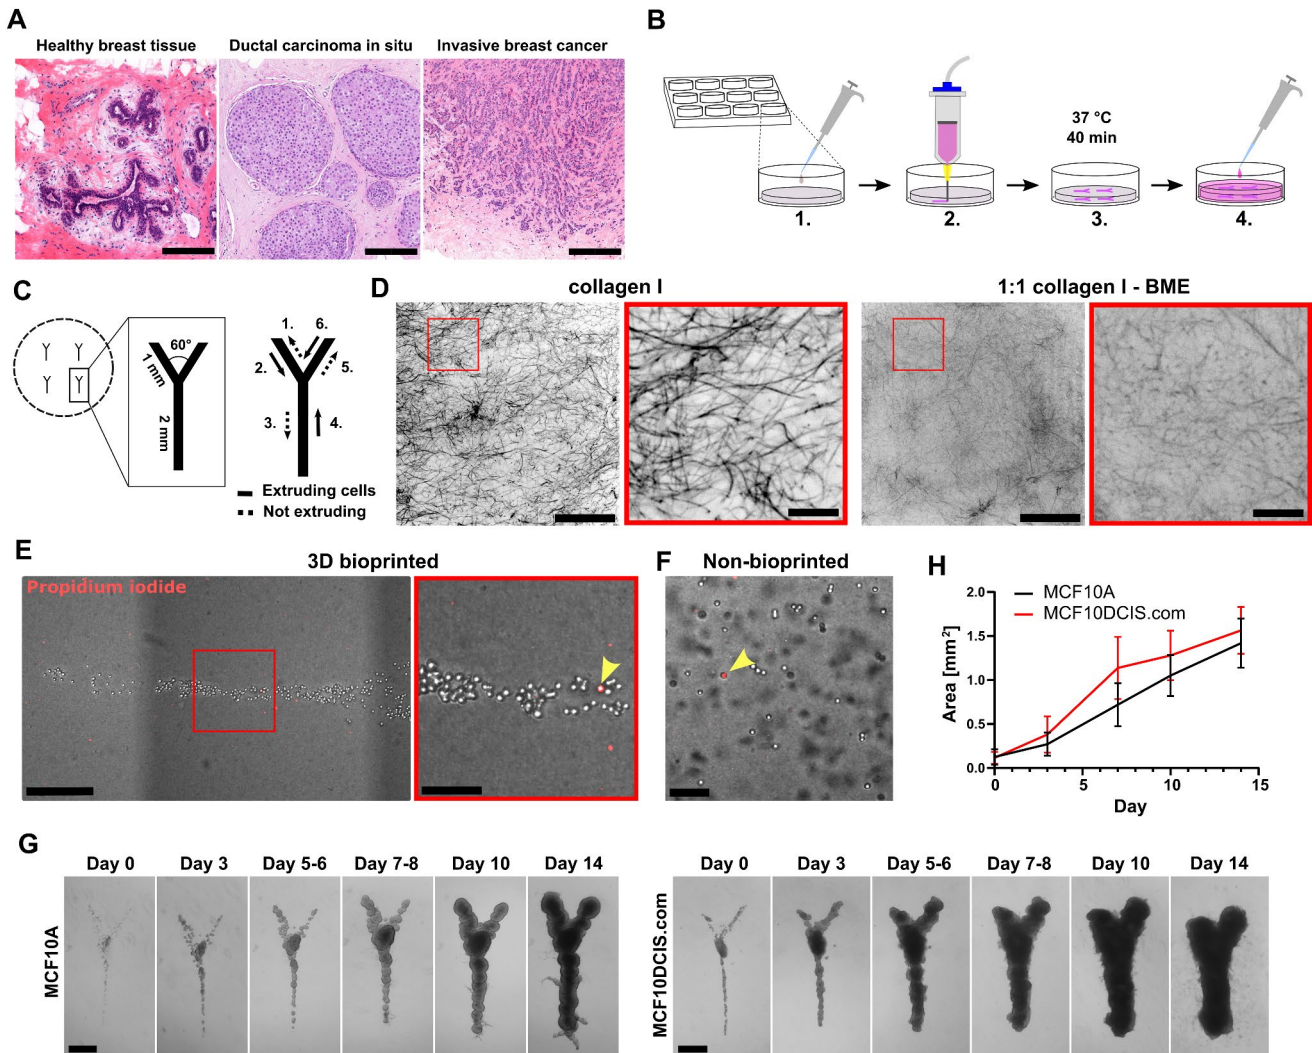 A
Healthy breast tissue
Ductal carcinoma in situ
Invasive breast cancer
B
37 °C
40 min
1.
2.
3.
4.
C
60°
1 mm
2 mm
1.
6.
2.
5.
3.
4.
Extruding cells
Not extruding
D
collagen I
1:1 collagen I - BME
E
3D bioprinted
Propidium iodide
F
Non-bioprinted
H
MCF10A
MCF10DCIS.com
Area [mm²]
2.0
1.5
1.0
0.5
0.0
0
5
10
15
Day
G
MCF10A
Day 0
Day 3
Day 5-6
Day 7-8
Day 10
Day 14
MCF10DCIS.com
Day 0
Day 3
Day 5-6
Day 7-8
Day 10
Day 14